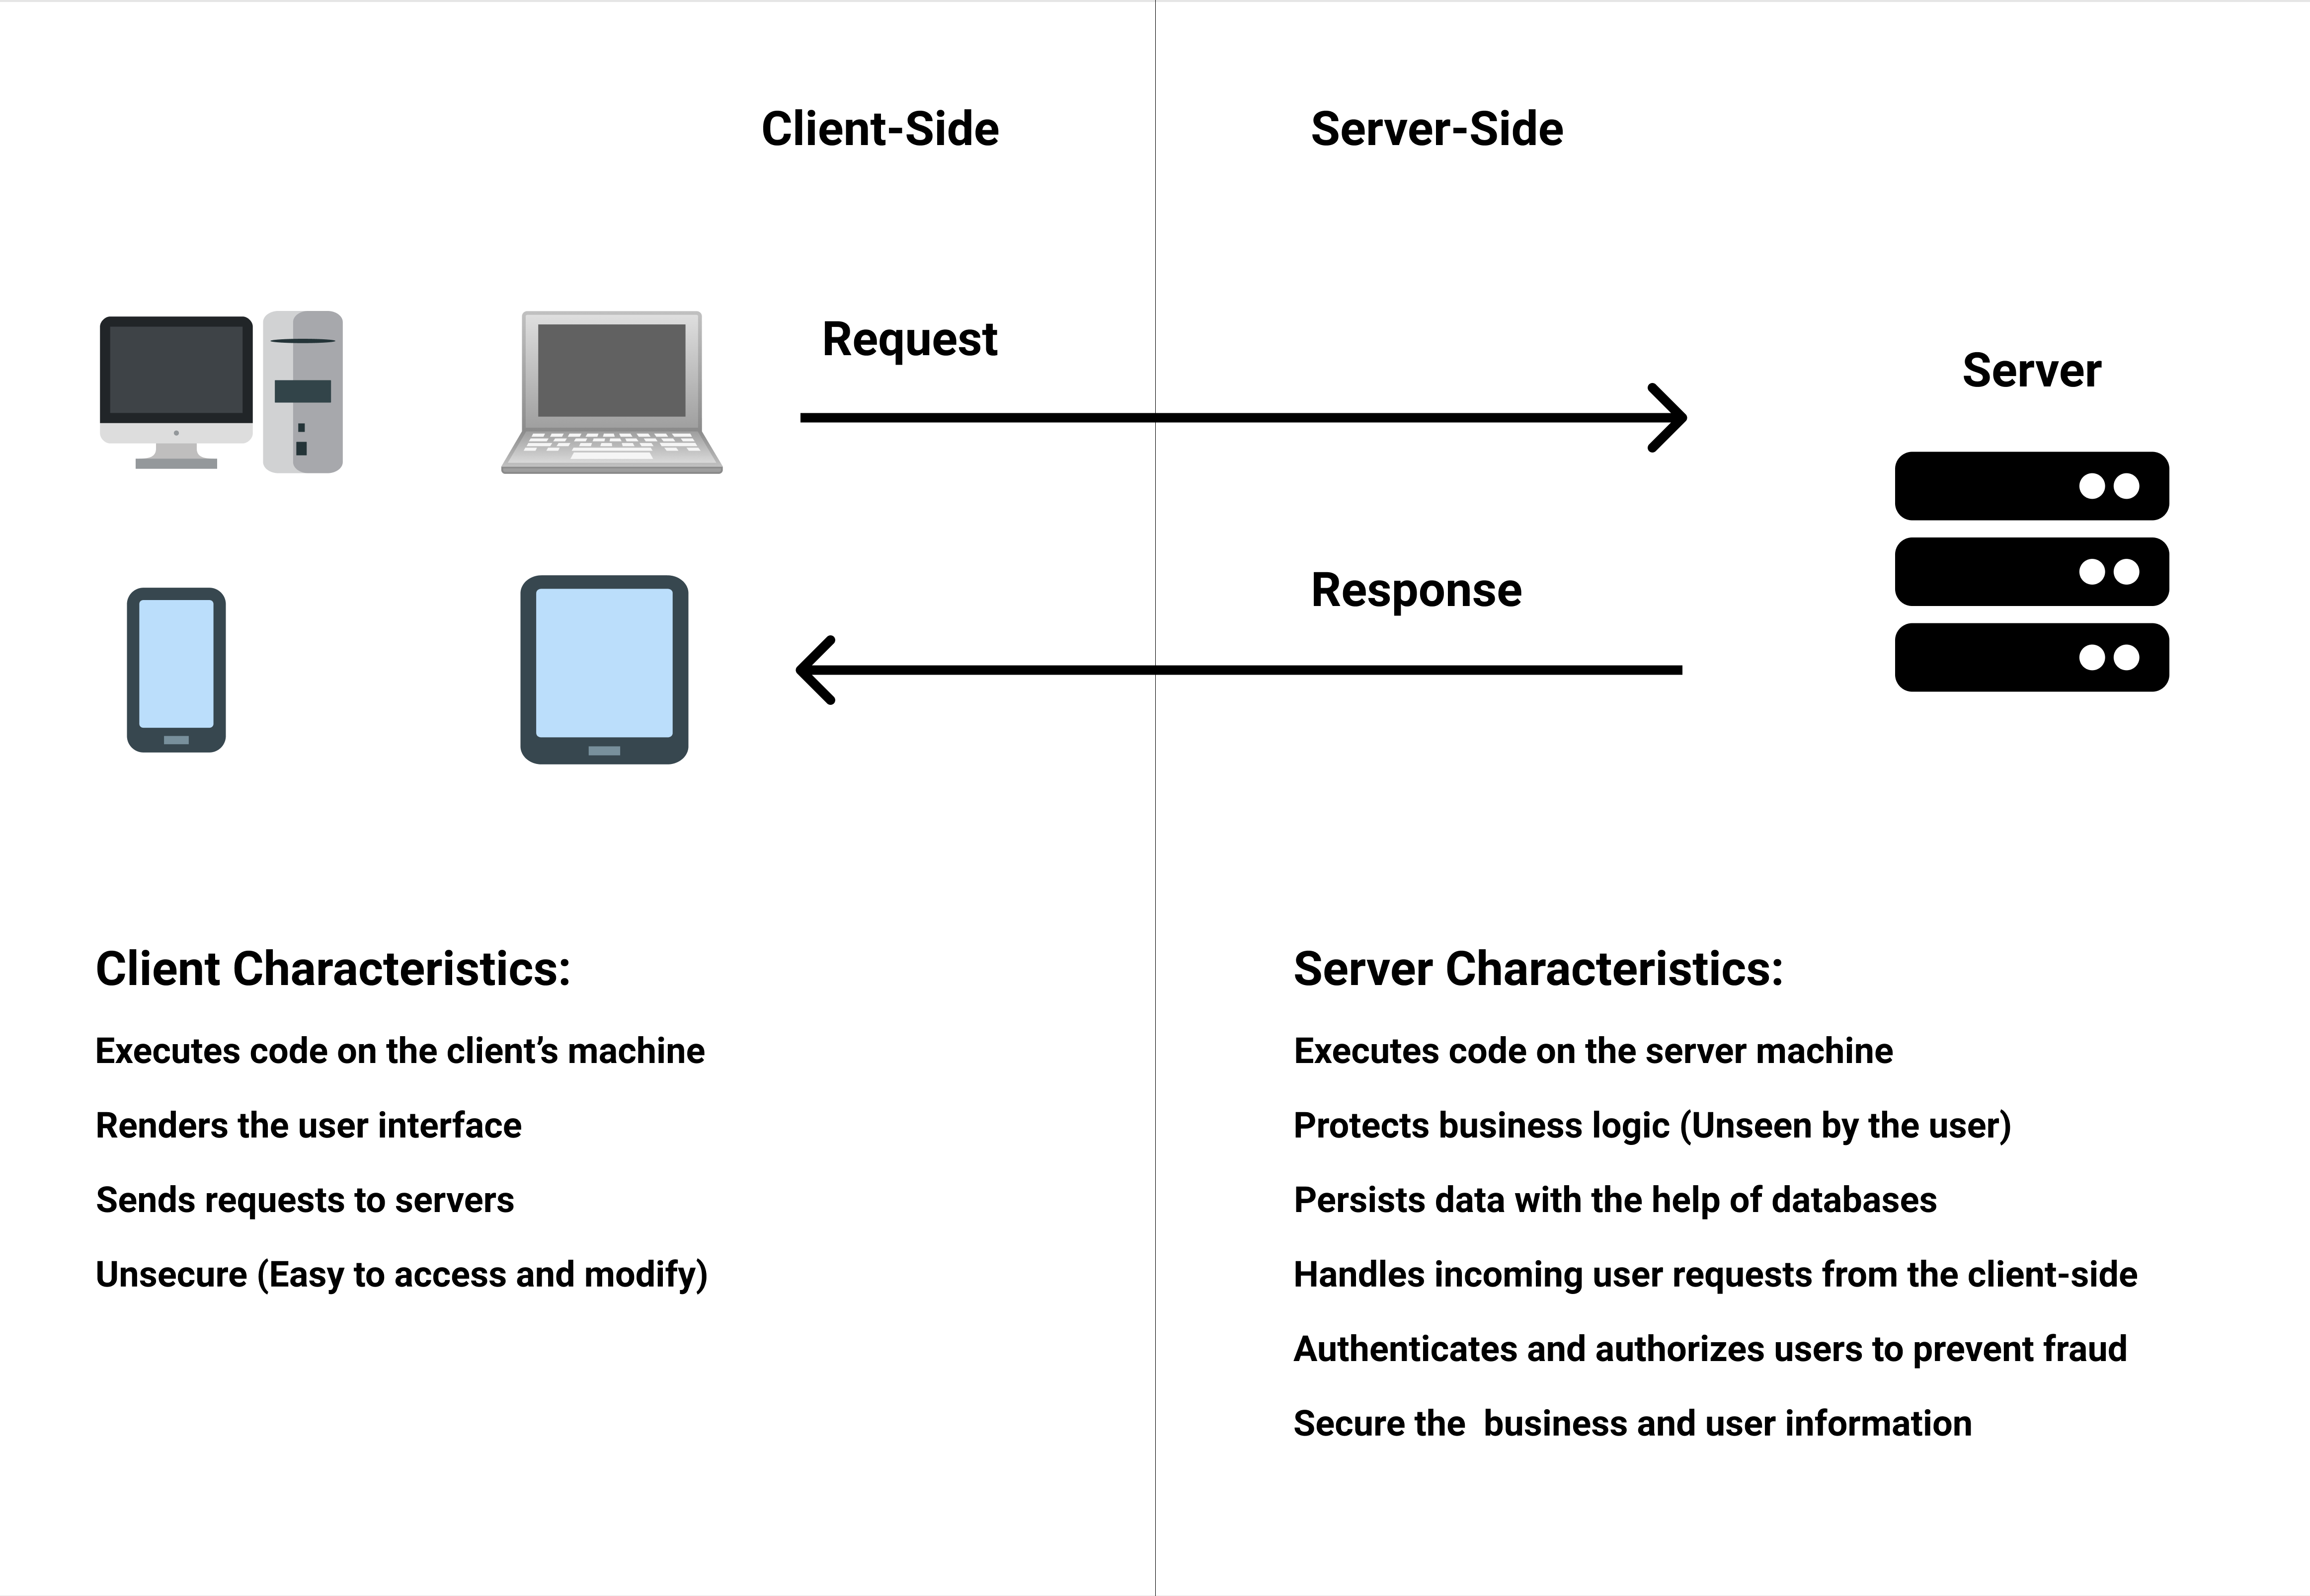 Client-Side
Server-Side
Request
Server
Response
Client Characteristics:
Executes code on the client’s machine
Renders the user interface
Sends requests to servers
Unsecure (Easy to access and modify)
Server Characteristics:
Executes code on the server machine
Protects business logic (Unseen by the user)
Persists data with the help of databases
Handles incoming user requests from the client-side
Authenticates and authorizes users to prevent fraud
Secure the  business and user information